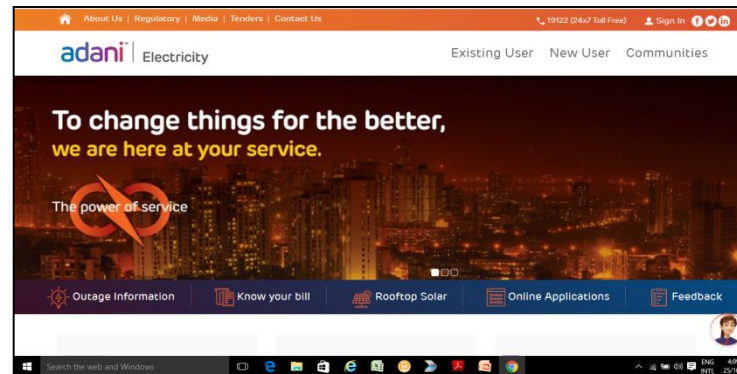 About Us | Regulatory | Media | Tenders | Contact Us
19122 (24x7 Toll Free) Sign In
adani Electricity
Existing User New User Communities
To change things for the better,
we are here at your service.
The power of service
Outage Information Know your bill Rooftop Solar Online Applications Feedback
Search the web and Windows
ENG
INTL